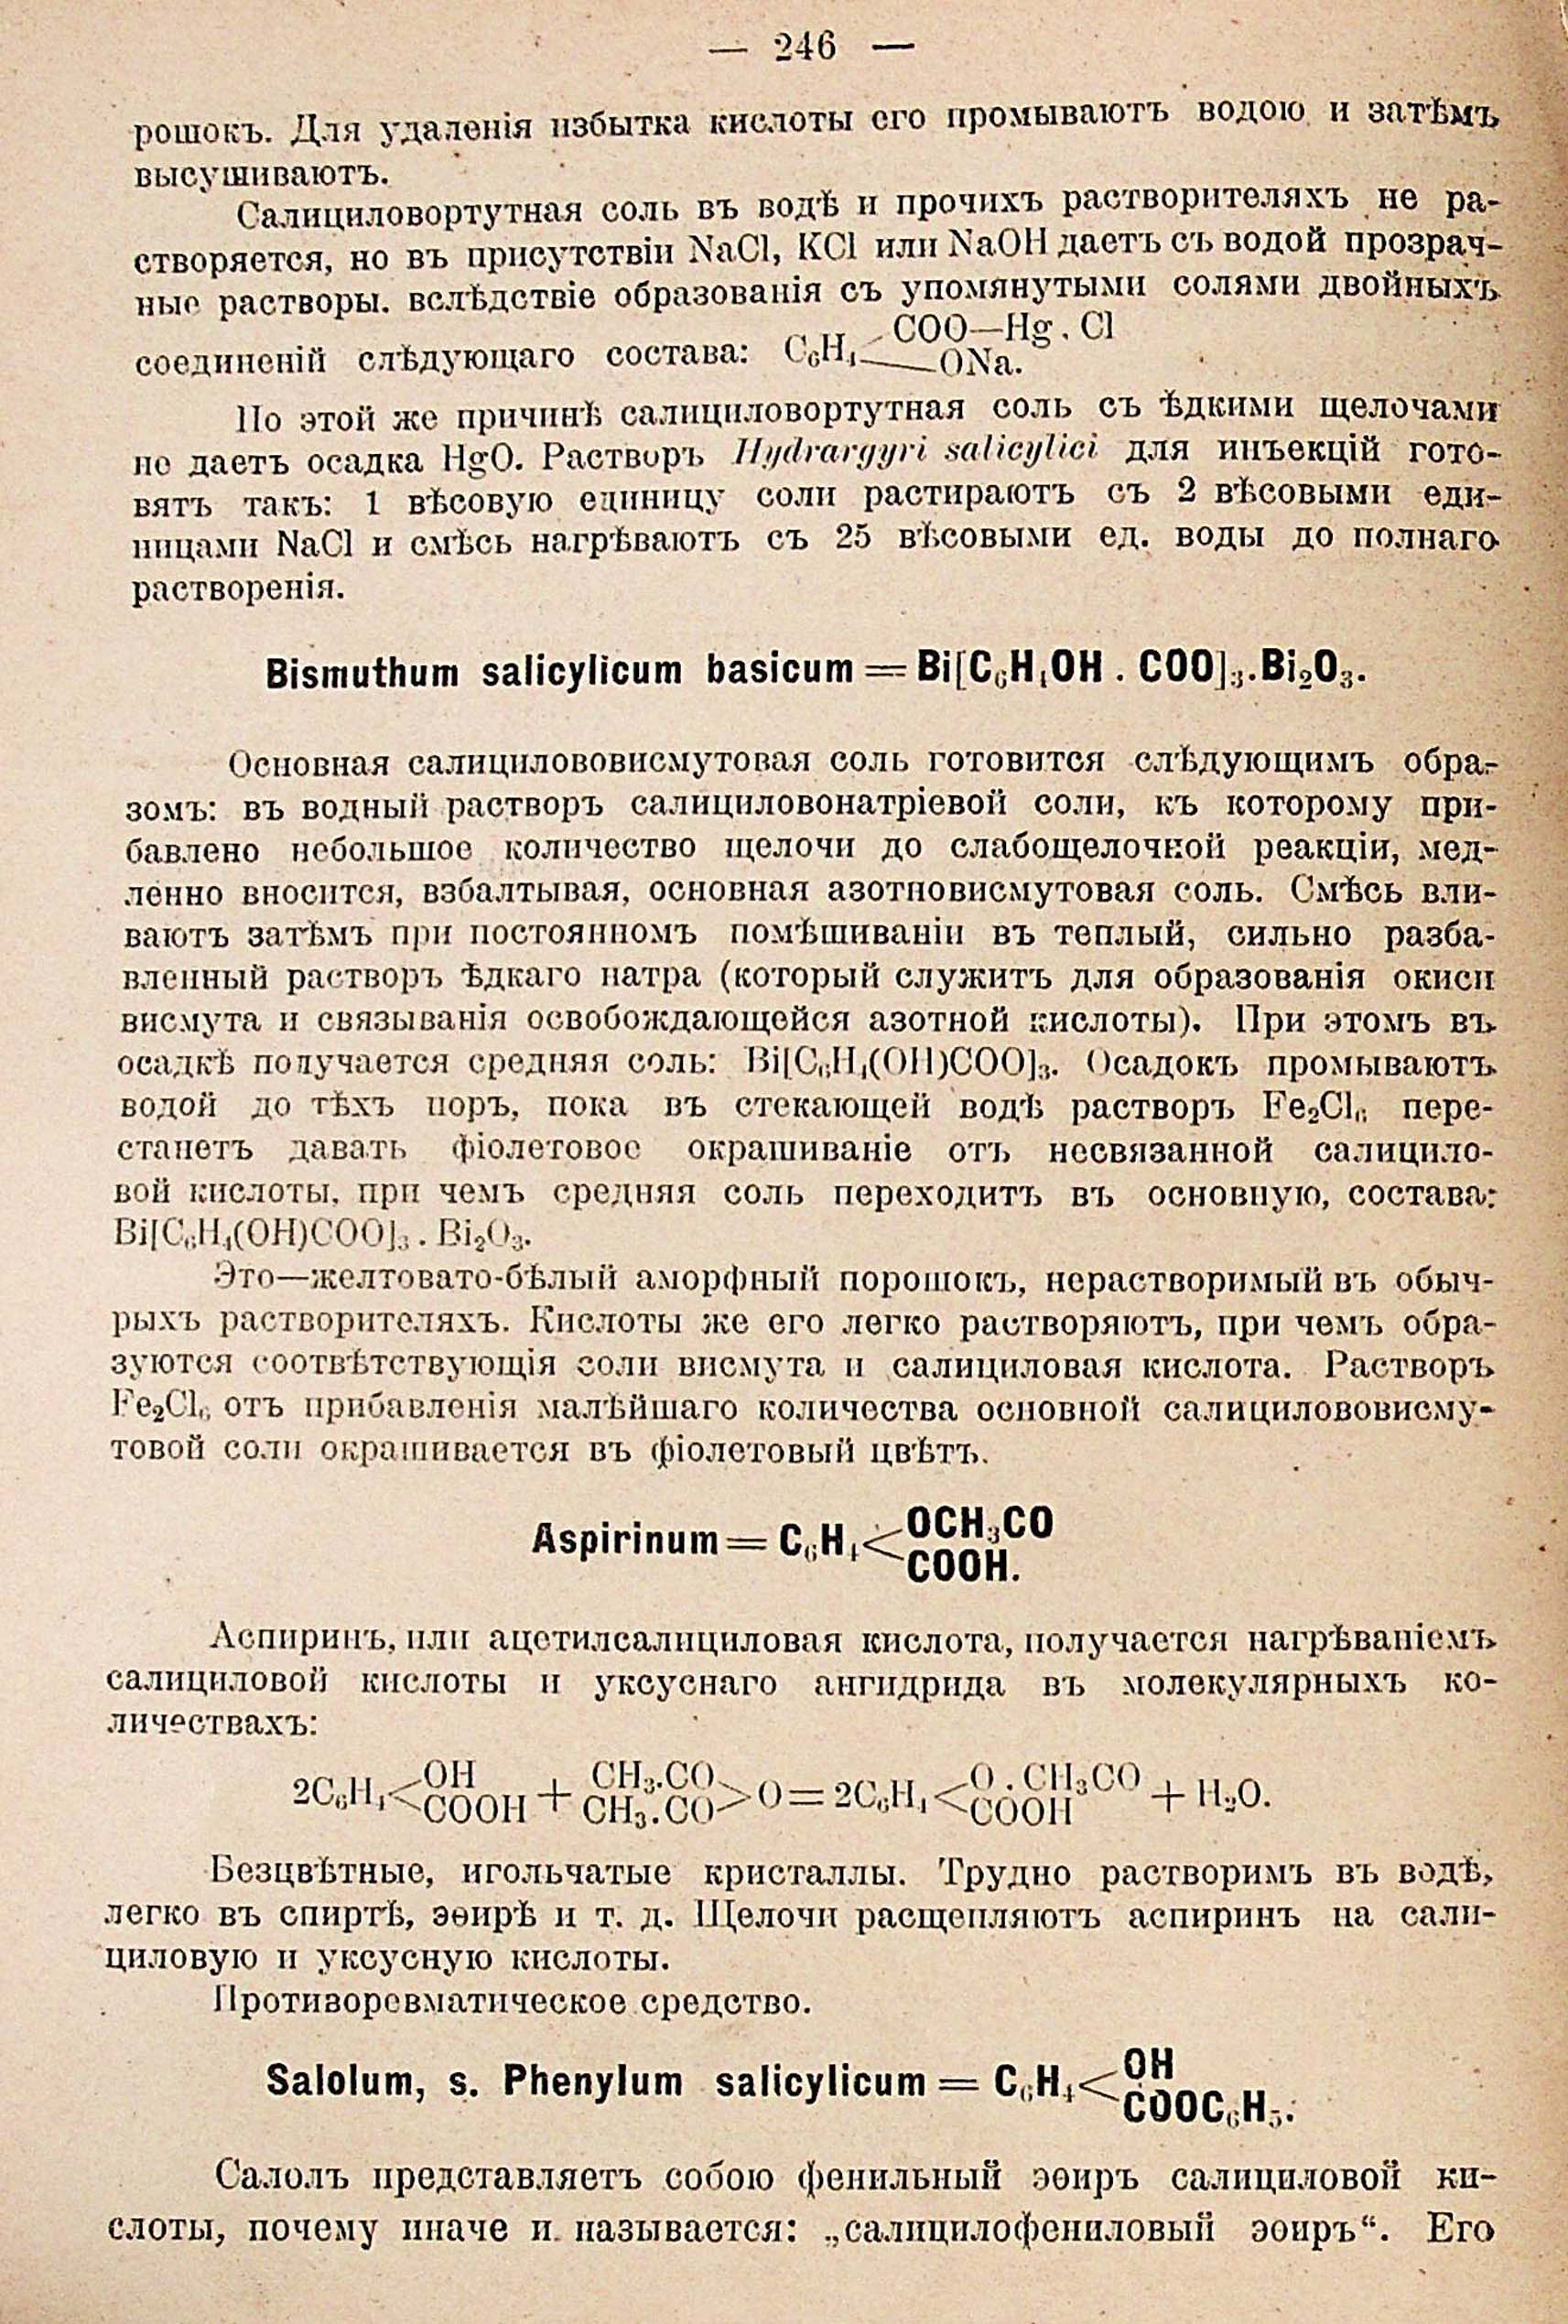 — 246 —
рошокъ. Для удаленія избытка кислоты его промываютъ водою и затѣмъ
высушиваютъ.
Салициловортутная соль въ водѣ и прочихъ растворителяхъ не ра-
створяется, но въ присутствіи NaCl, KCl или NaOH даетъ съ водой прозрач-
ные растворы. вслѣдствіе образованія съ упомянутыми солями двойныхъ
COO—Hg . Cl
соединеній слѣдующаго состава: C₆H₄ ONa.
По этой же причинѣ салициловортутная соль съ ѣдкими щелочами
не даетъ осадка HgO. Растворъ Hydrargyri salicylici для инъекцій гото-
вятъ такъ: 1 вѣсовую единицу соли растираютъ съ 2 вѣсовыми еди-
ницами NaCl и смѣсь нагрѣваютъ съ 25 вѣсовыми ед. воды до полнаго
растворенія.
Bismuthum salicylicum basicum = Bi[C₆H₄OH . COO]₃.Bi₂O₃.
Основная салициловисмутовая соль готовится слѣдующимъ обра-
зомъ: въ водный растворъ салициловонатріевой соли, къ которому при-
бавлено небольшое количество щелочи до слабощелочной реакціи, мед-
ленно вносится, взбалтывая, основная азотновисмутовая соль. Смѣсь вли-
ваютъ затѣмъ при постоянномъ помѣшиваніи въ теплый, сильно разба-
вленный растворъ ѣдкаго натра (который служитъ для образованія окиси
висмута и связыванія освобождающейся азотной кислоты). При этомъ въ
осадкѣ получается средняя соль: Bi[C₆H₄(OH)COO]₃. Осадокъ промываютъ
водой до тѣхъ поръ, пока въ стекающей водѣ растворъ Fe₂Cl₆ пере-
станетъ давать фіолетовое окрашиваніе отъ несвязанной салицило-
вой кислоты, при чемъ средняя соль переходитъ въ основную, состава:
Bi[C₆H₄(OH)COO]₃ . Bi₂O₃.
Это—желтовато-бѣлый аморфный порошокъ, нерастворимый въ обыч-
рыхъ растворителяхъ. Кислоты же его легко растворяютъ, при чемъ обра-
зуются соотвѣтствующія соли висмута и салициловая кислота. Растворъ
Fe₂Cl₆ отъ прибавленія малѣйшаго количества основной салицилововисму-
товой соли окрашивается въ фіолетовый цвѣтъ.
Aspirinum = C₆H₄<OCH₃CO
COOH.
Аспиринъ, или ацетилсалициловая кислота, получается нагрѣваніемъ
салициловой кислоты и уксуснаго ангидрида въ молекулярныхъ ко-
личествахъ:
OH CH₃.CO O . CH₃CO
2C₆H₄< + >O = 2C₆H₄< + H₂O.
COOH CH₃.CO COOH
Безцвѣтные, игольчатые кристаллы. Трудно растворимъ въ водѣ,
легко въ спиртѣ, эѳирѣ и т. д. Щелочи расщепляютъ аспиринъ на сали-
циловую и уксусную кислоты.
Противоревматическое средство.
Salolum, s. Phenylum salicylicum = C₆H₄<OH
COOC₆H₅.
Салолъ представляетъ собою фенильный эѳиръ салициловой ки-
слоты, почему иначе и называется: „салицилофениловый эѳиръ“. Его